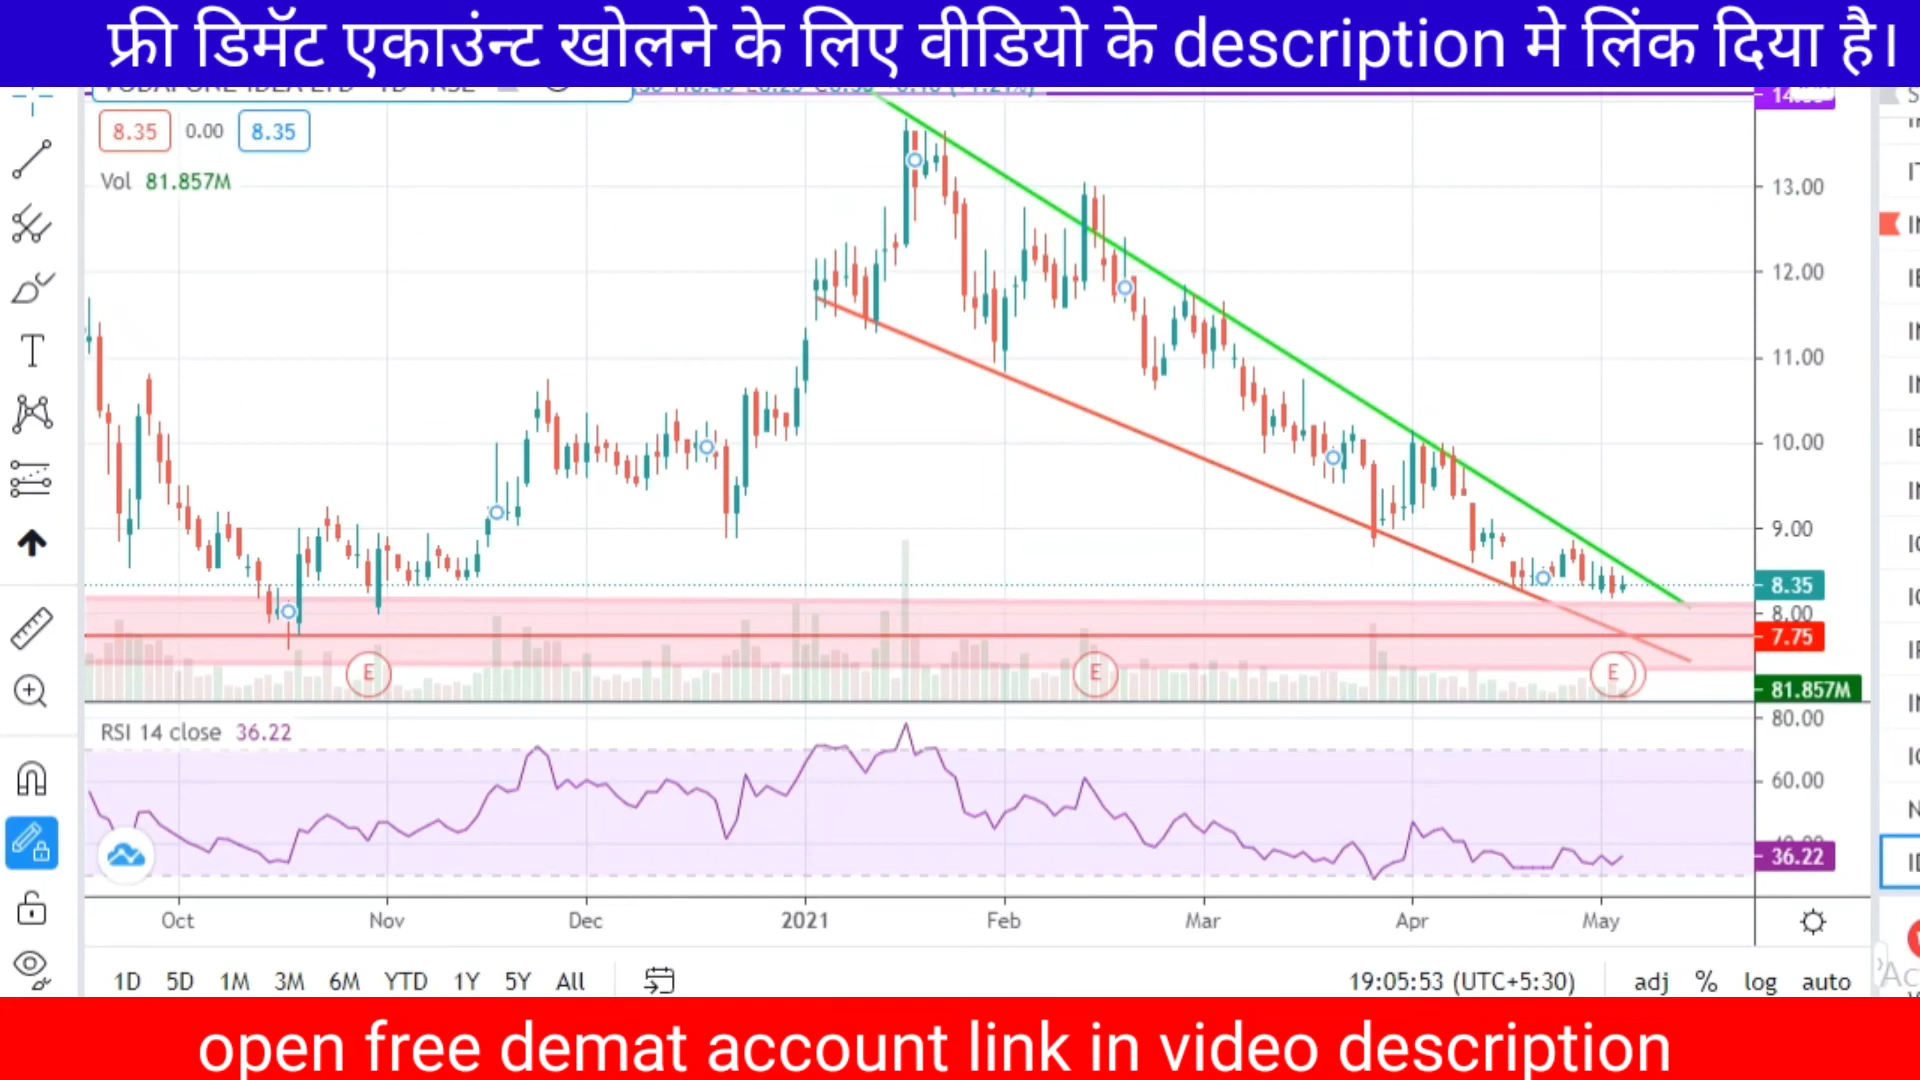 फ्री डिमॅट एकाउंन्ट खोलने के लिए वीडियो के description मे लिंक दिया है।
8.35 0.00 8.35
Vol 81.857M
13.00
12.00
11.00
10.00
9.00
8.35
8.00
7.75
E E E
81.857M
RSI 14 close 36.22
80.00
60.00
36.22
Oct Nov Dec 2021 Feb Mar Apr May
1D 5D 1M 3M 6M YTD 1Y 5Y All 19:05:53 (UTC+5:30) adj % log auto
open free demat account link in video description